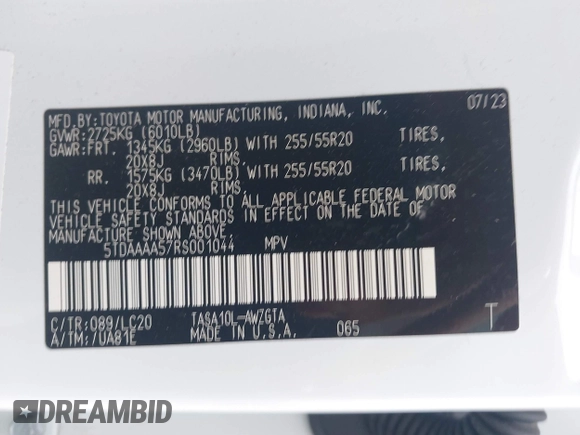 MFD.BY:TOYOTA MOTOR MANUFACTURING, INDIANA, INC. 07/23
GVWR:2725KG (6010LB)
GAWR:FRT. 1345KG (2960LB) WITH 255/55R20 TIRES,
20X8J RIMS.
RR. 1575KG (3470LB) WITH 255/55R20 TIRES,
20X8J RIMS.
THIS VEHICLE CONFORMS TO ALL APPLICABLE FEDERAL MOTOR
VEHICLE SAFETY STANDARDS IN EFFECT ON THE DATE OF
MANUFACTURE SHOWN ABOVE.
5TDAAAA57RS001044 MPV
C/TR:089/LC20 TASA10L-AWZGTA
A/TM:/UA81E MADE IN U.S.A. 065 T
DREAMBID